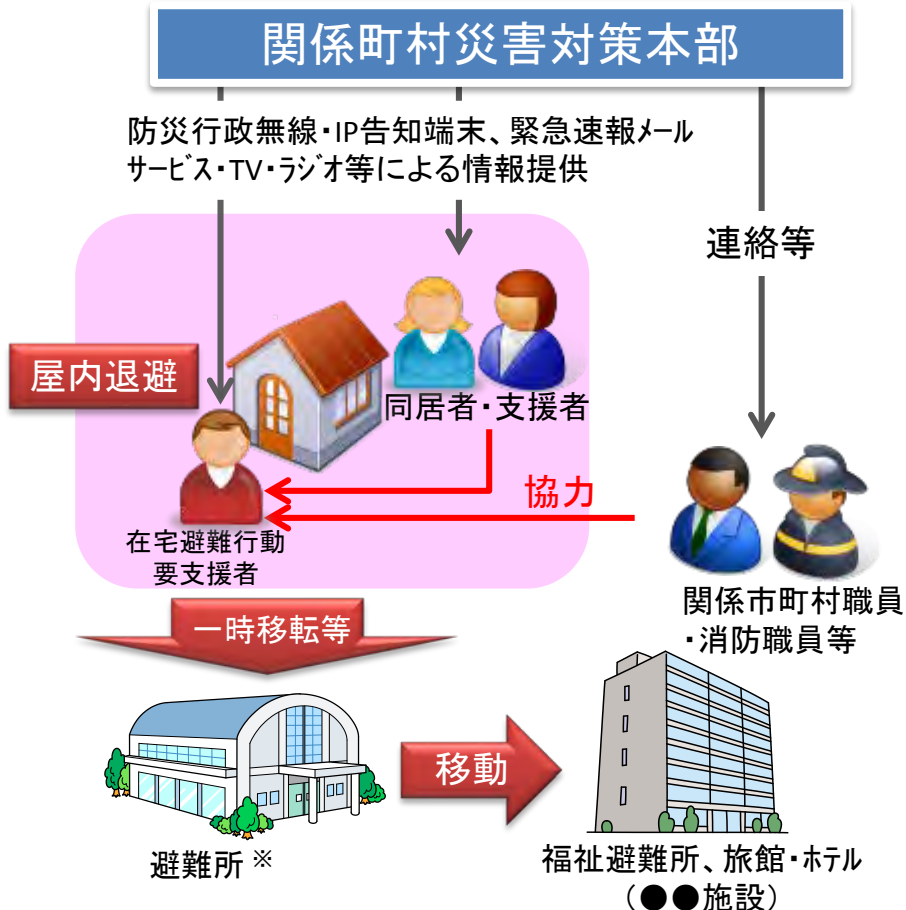 関係町村災害対策本部
防災行政無線・IP告知端末、緊急速報メール
サービス・TV・ラジオ等による情報提供
連絡等
屋内退避
同居者・支援者
協力
在宅避難行動
要支援者
関係市町村職員
・消防職員等
一時移転等
移動
避難所※
福祉避難所、旅館・ホテル
（●●施設）